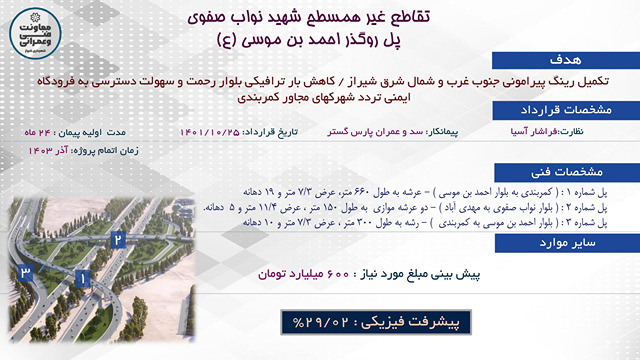 تقاطع غیر همسطح شهید نواب صفوی
پل روگذر احمد بن موسی (ع)
معاونت
فنی
وعمرانی
شهرداری شیراز
هدف
تکمیل رینگ پیرامونی جنوب غرب و شمال شرق شیراز / کاهش بار ترافیکی بلوار رحمت و سهولت دسترسی به فرودگاه
ایمنی تردد شهرکهای مجاور کمربندی
مشخصات قرارداد
نظارت:فراشار آسیا پیمانکار: سد و عمران پارس گستر تاریخ قرارداد: ۱۴۰۱/۱۰/۲۵ مدت اولیه پیمان : ۲۴ ماه
زمان اتمام پروژه: آذر ۱۴۰۳
مشخصات فنی
پل شماره ۱ : ( کمربندی به بلوار احمد بن موسی ) – عرشه به طول ۶۶۰ متر، عرض ۷/۳ متر و ۱۹ دهانه
پل شماره ۲ : ( بلوار نواب صفوی به مهدی آباد ) – دو عرشه موازی به طول ۱۵۰ متر ، عرض ۱۱/۴ متر و ۵ دهانه.
پل شماره ۳ : ( بلوار احمد بن موسی به کمربندی ) – رشه به طول ۳۰۰ متر ، عرض ۷/۳ متر و ۱۰ دهانه
سایر موارد
پیش بینی مبلغ مورد نیاز : ۶۰۰ میلیارد تومان
پیشرفت فیزیکی : ۲۹/۰۲%
۲
۳
۱